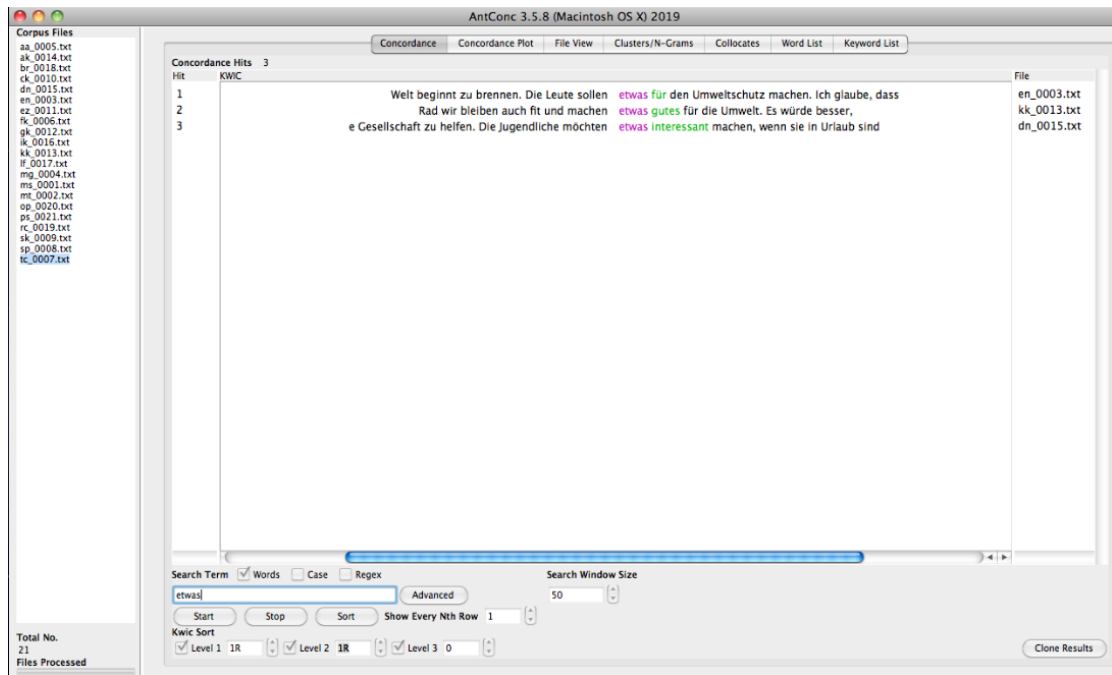 AntConc 3.5.8 (Macintosh OS X) 2019
Corpus Files
aa_0005.txt
ak_0014.txt
br_0018.txt
ck_0010.txt
dn_0015.txt
en_0003.txt
ez_0011.txt
fk_0006.txt
gk_0012.txt
ik_0016.txt
kk_0013.txt
lf_0017.txt
mg_0004.txt
ms_0001.txt
mt_0002.txt
op_0020.txt
ps_0021.txt
rc_0019.txt
sk_0009.txt
sp_0008.txt
tc_0007.txt
Total No.
21
Files Processed
Concordance Concordance Plot File View Clusters/N-Grams Collocates Word List Keyword List
Concordance Hits 3
Hit KWIC File
1 Welt beginnt zu brennen. Die Leute sollen etwas für den Umweltschutz machen. Ich glaube, dass en_0003.txt
2 Rad wir bleiben auch fit und machen etwas gutes für die Umwelt. Es würde besser, kk_0013.txt
3 e Gesellschaft zu helfen. Die Jugendliche möchten etwas interessant machen, wenn sie in Urlaub sind dn_0015.txt
Search Term Words Case Regex Search Window Size
etwas Advanced 50
Start Stop Sort Show Every Nth Row 1
Kwic Sort
Level 1 1R Level 2 1R Level 3 0 Clone Results